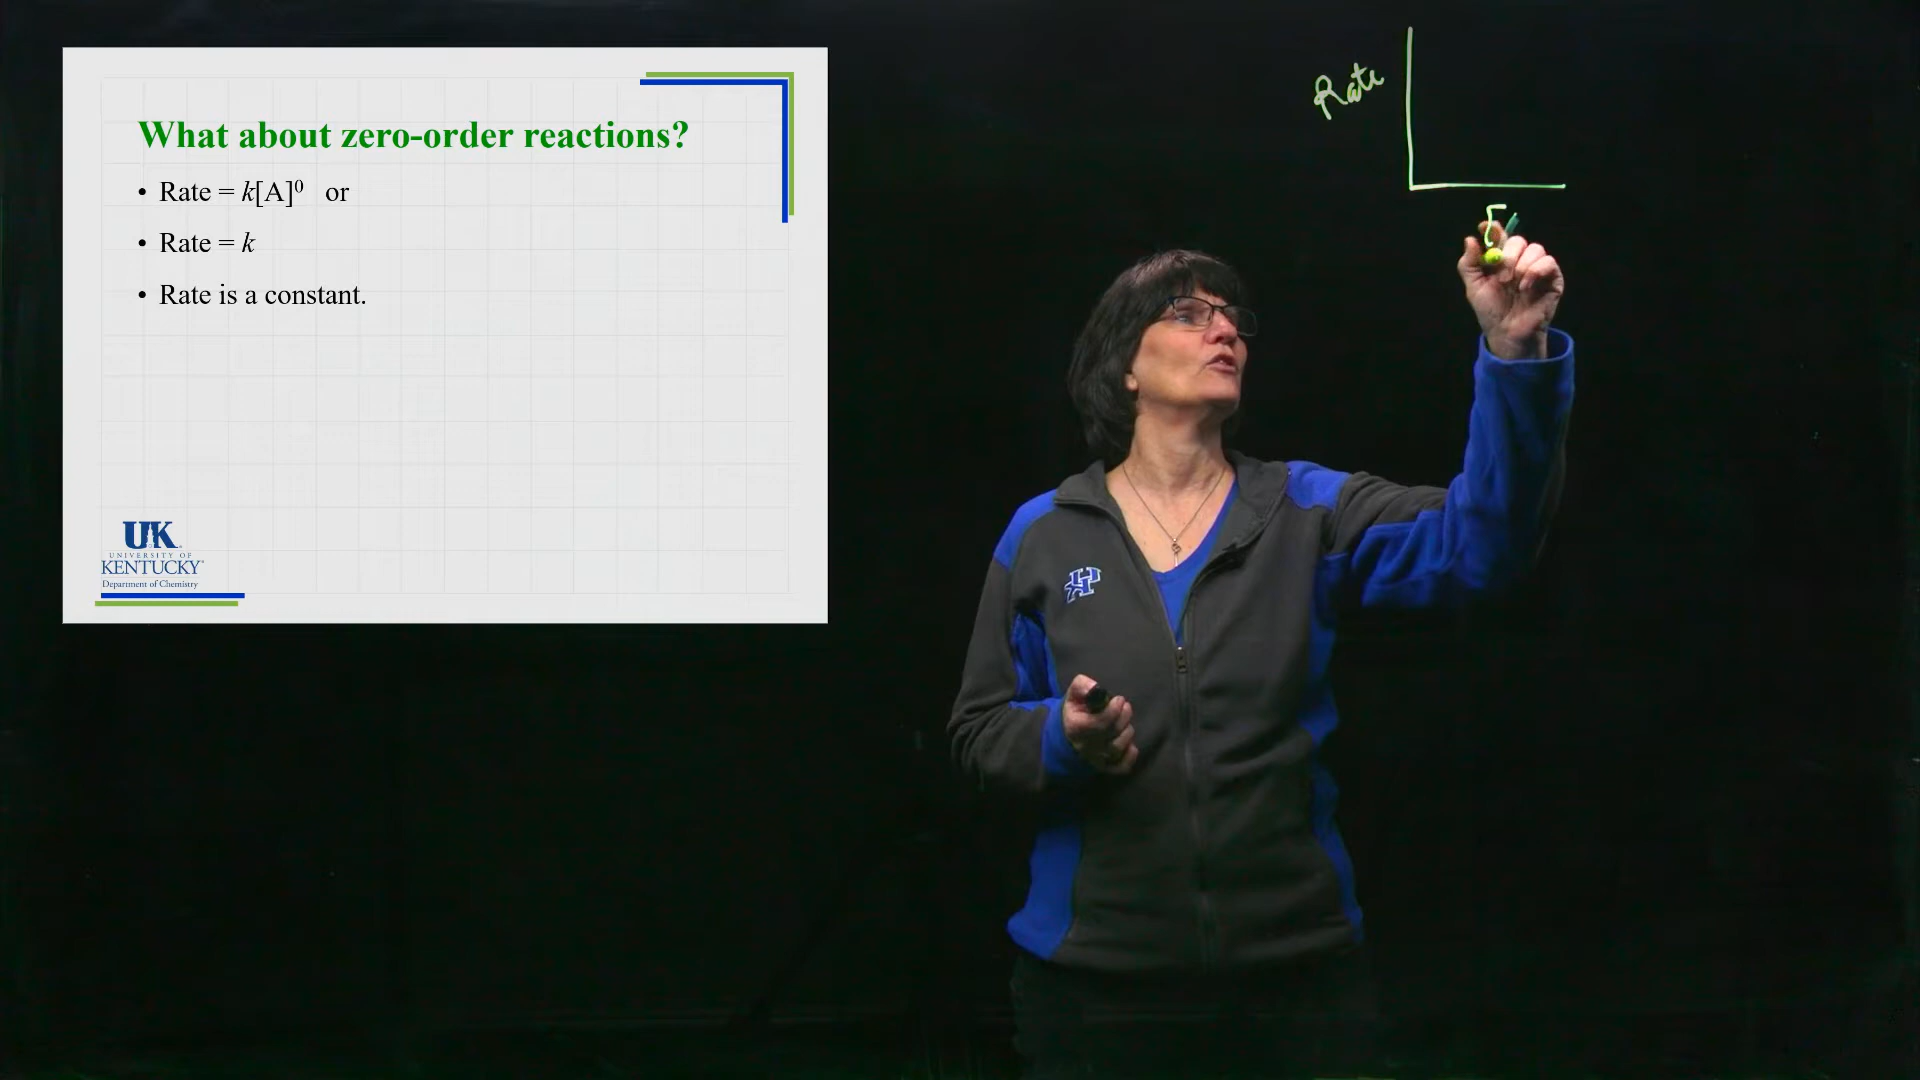 What about zero-order reactions?
• Rate = k[A]⁰ or
• Rate = k
• Rate is a constant.
UK
UNIVERSITY OF
KENTUCKY
Department of Chemistry
Rate
[